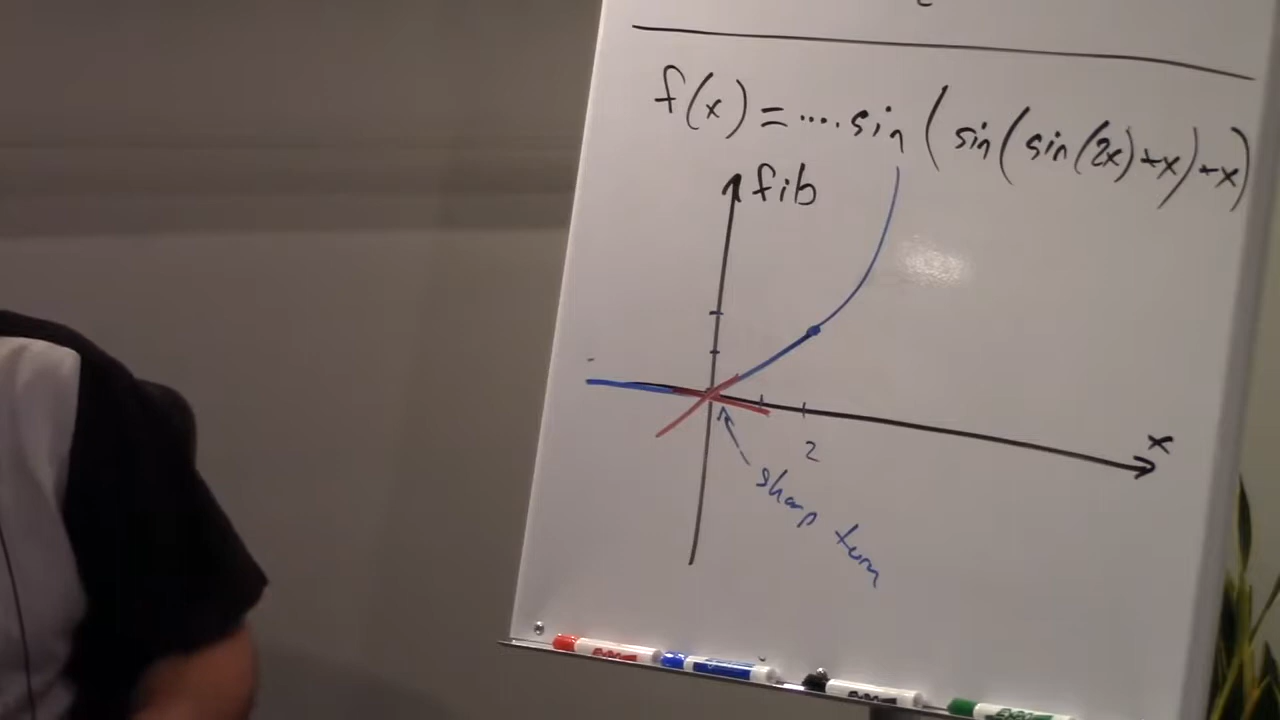 f(x) = ....sin (sin(sin(2x)+x)+x)
fib
x
2
sharp turn